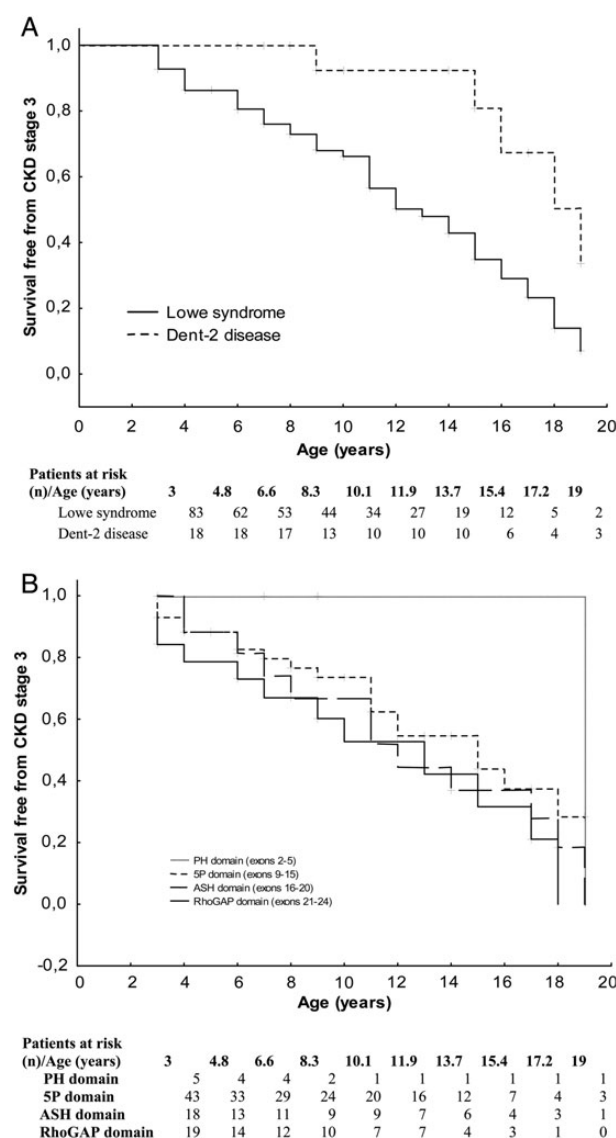 A
Survival free from CKD stage 3
1,0
0,8
0,6
0,4
0,2
0,0
Lowe syndrome
Dent-2 disease
0 2 4 6 8 10 12 14 16 18 20
Age (years)
Patients at risk
(n)/Age (years) 3 4.8 6.6 8.3 10.1 11.9 13.7 15.4 17.2 19
Lowe syndrome 83 62 53 44 34 27 19 12 5 2
Dent-2 disease 18 18 17 13 10 10 10 6 4 3
B
Survival free from CKD stage 3
1,0
0,8
0,6
0,4
0,2
0,0
-0,2
PH domain (exons 2-5)
5P domain (exons 9-15)
ASH domain (exons 16-20)
RhoGAP domain (exons 21-24)
0 2 4 6 8 10 12 14 16 18 20
Age (years)
Patients at risk
(n)/Age (years) 3 4.8 6.6 8.3 10.1 11.9 13.7 15.4 17.2 19
PH domain 5 4 4 2 1 1 1 1 1 1
5P domain 43 33 29 24 20 16 12 7 4 3
ASH domain 18 13 11 9 9 7 6 4 3 1
RhoGAP domain 19 14 12 10 7 7 4 3 1 0